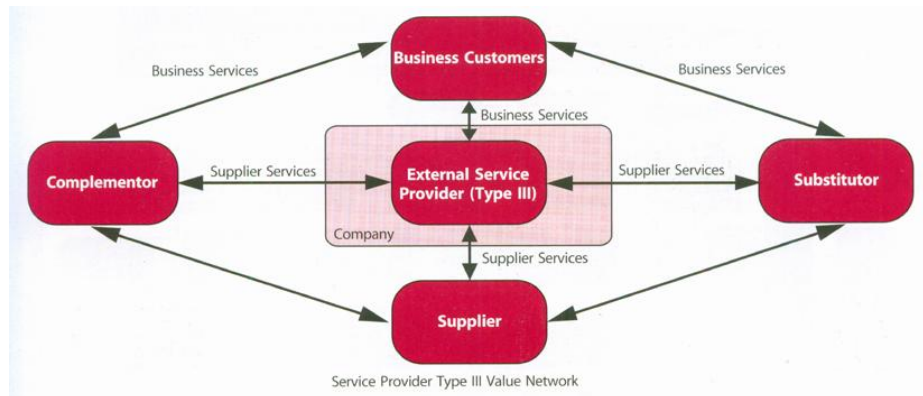 Business Customers
Business Services
Business Services
Business Services
Complementor
Supplier Services
External Service
Provider (Type III)
Supplier Services
Substitutor
Company
Supplier Services
Supplier
Service Provider Type III Value Network